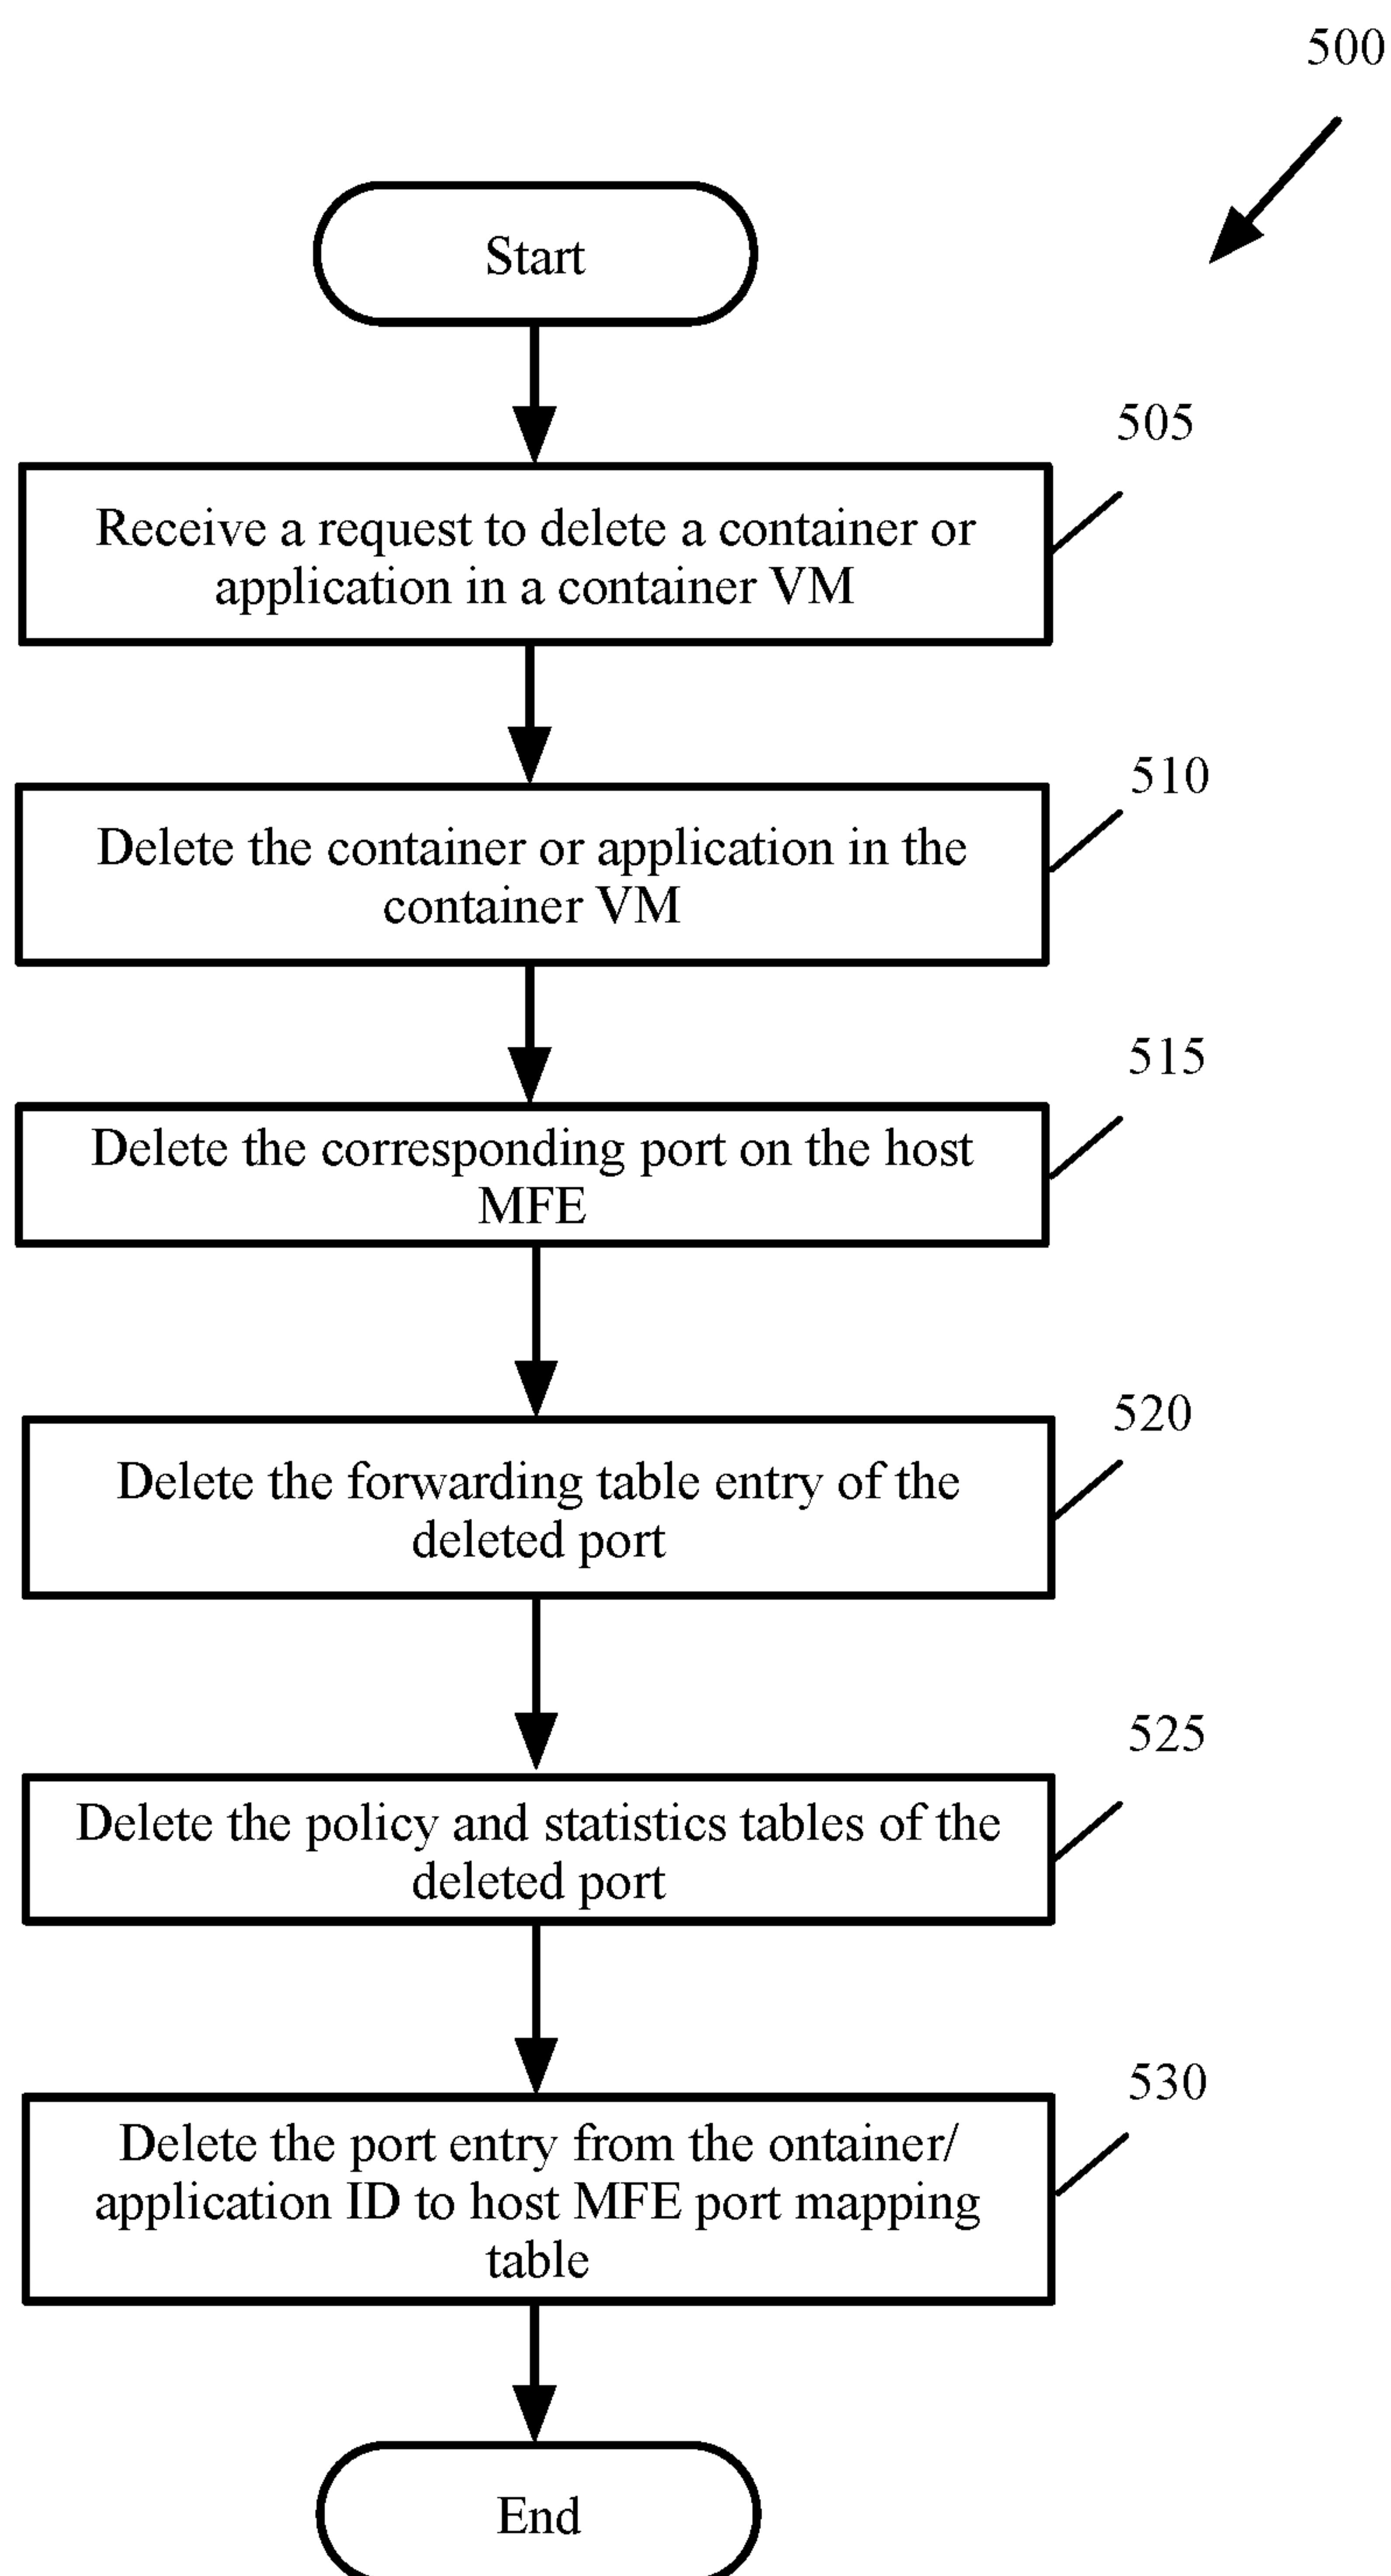 500
Start
505
Receive a request to delete a container or
application in a container VM
510
Delete the container or application in the
container VM
515
Delete the corresponding port on the host
MFE
520
Delete the forwarding table entry of the
deleted port
525
Delete the policy and statistics tables of the
deleted port
530
Delete the port entry from the ontainer/
application ID to host MFE port mapping
table
End